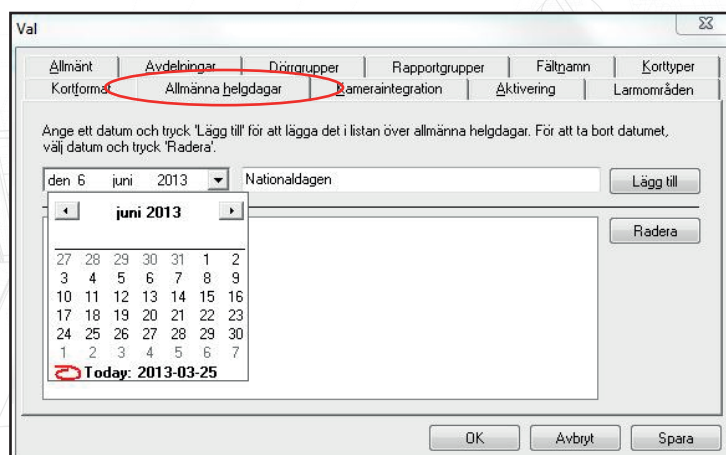 Val
Allmänt Avdelningar Dörrgrupper Rapportgrupper Fältnamn Korttyper
Kortformat Allmänna helgdagar Kameraintegration Aktivering Larmområden
Ange ett datum och tryck 'Lägg till' för att lägga det i listan över allmänna helgdagar. För att ta bort datumet,
välj datum och tryck 'Radera'.
den 6 juni 2013 Nationaldagen Lägg till
juni 2013 Radera
27 28 29 30 31 1 2
3 4 5 6 7 8 9
10 11 12 13 14 15 16
17 18 19 20 21 22 23
24 25 26 27 28 29 30
1 2 3 4 5 6 7
Today: 2013-03-25
OK Avbryt Spara